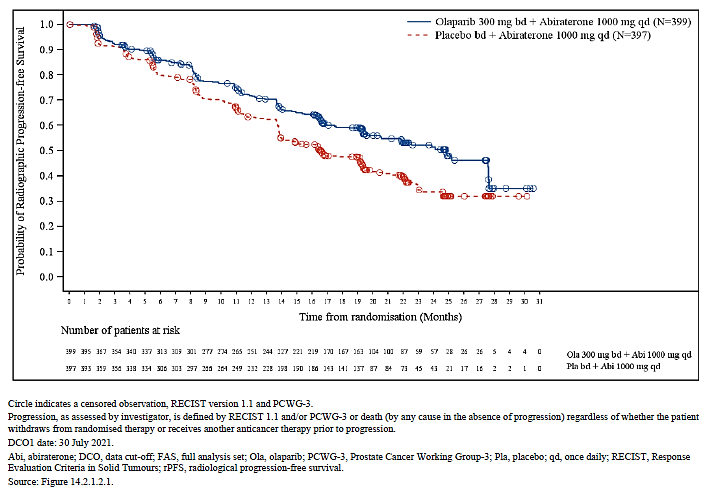 Olaparib 300 mg bd + Abiraterone 1000 mg qd (N=399)
Placebo bd + Abiraterone 1000 mg qd (N=397)
Probability of Radiographic Progression-free Survival
1.0
0.9
0.8
0.7
0.6
0.5
0.4
0.3
0.2
0.1
0.0
0 1 2 3 4 5 6 7 8 9 10 11 12 13 14 15 16 17 18 19 20 21 22 23 24 25 26 27 28 29 30 31
Time from randomisation (Months)
Number of patients at risk
399 395 367 354 340 337 313 309 301 277 274 265 251 244 227 221 219 170 167 163 104 100 87 59 57 28 26 26 5 4 4 0 Ola 300 mg bd + Abi 1000 mg qd
397 393 359 356 338 334 306 303 297 266 264 249 232 228 198 190 186 143 141 137 87 84 73 45 43 21 17 16 2 2 1 0 Pla bd + Abi 1000 mg qd
Circle indicates a censored observation, RECIST version 1.1 and PCWG-3.
Progression, as assessed by investigator, is defined by RECIST 1.1 and/or PCWG-3 or death (by any cause in the absence of progression) regardless of whether the patient
withdraws from randomised therapy or receives another anticancer therapy prior to progression.
DCO1 date: 30 July 2021.
Abi, abiraterone; DCO, data cut-off; FAS, full analysis set; Ola, olaparib; PCWG-3, Prostate Cancer Working Group-3; Pla, placebo; qd, once daily; RECIST, Response
Evaluation Criteria in Solid Tumours; rPFS, radiological progression-free survival.
Source: Figure 14.2.1.2.1.